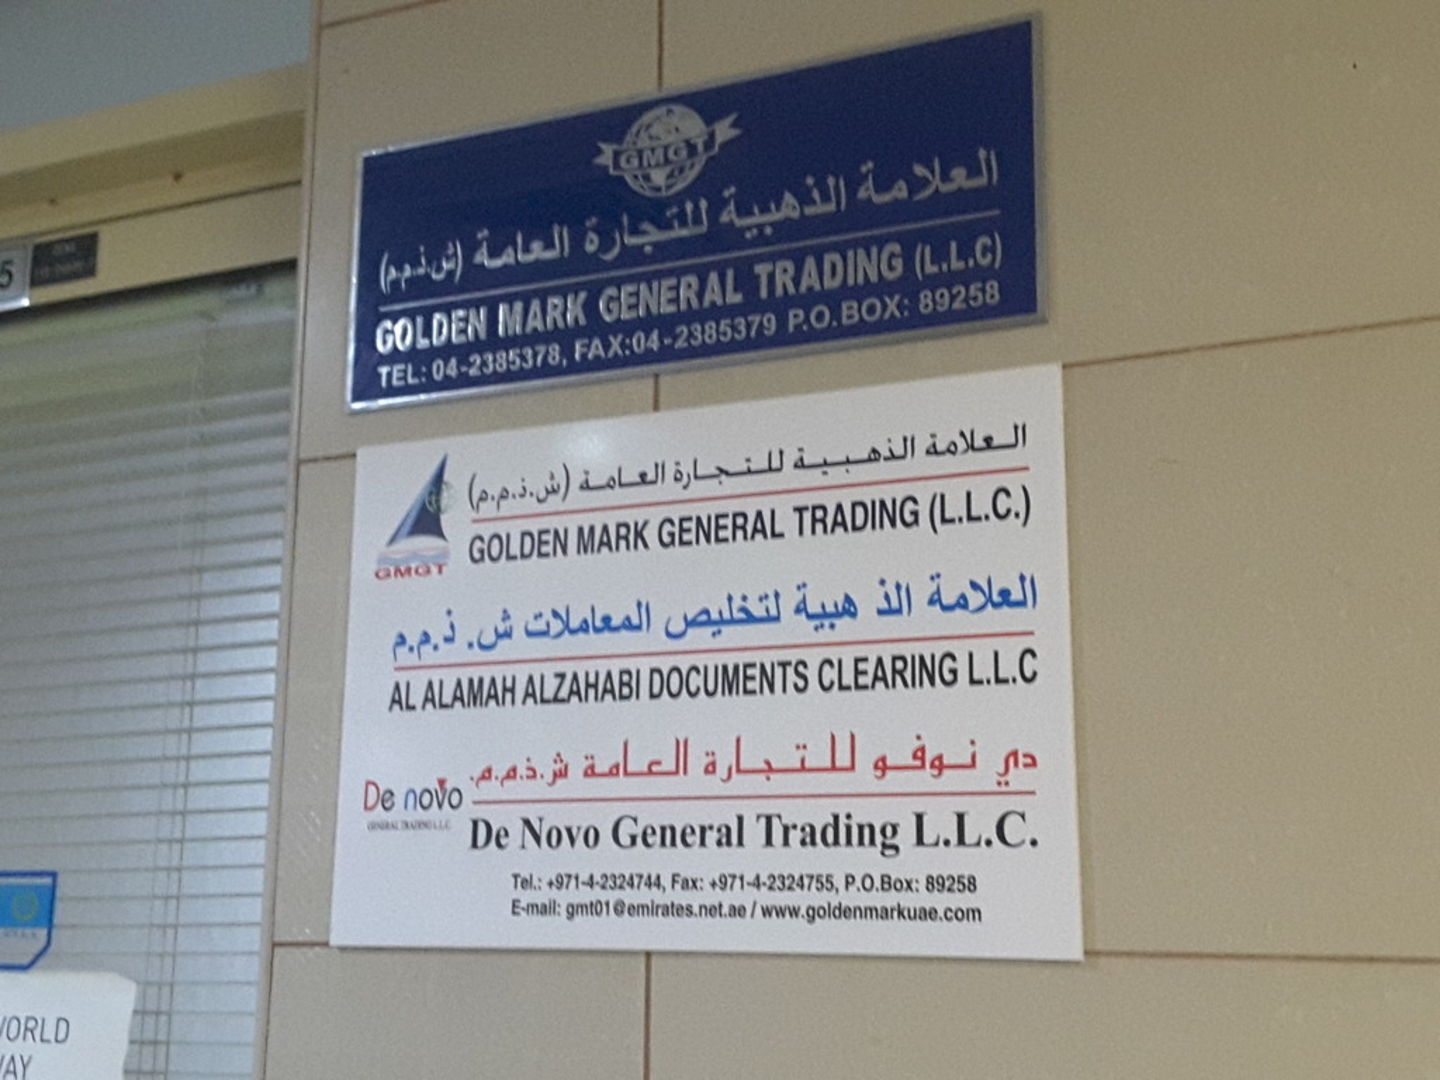 GMGT
العلامة الذهبية للتجارة العامة (ش.ذ.م.م)
GOLDEN MARK GENERAL TRADING (L.L.C)
TEL: 04-2385378, FAX:04-2385379 P.O.BOX: 89258
العلامة الذهبية للتجارة العامة (ش.ذ.م.م)
GMGT
GOLDEN MARK GENERAL TRADING (L.L.C.)
العلامة الذ هبية لتخليص المعاملات ش. ذ.م.م
AL ALAMAH ALZAHABI DOCUMENTS CLEARING L.L.C
دي نوفو للتجارة العامة ش.ذ.م.م.
De novo
GENERAL TRADING L.L.C
De Novo General Trading L.L.C.
Tel.: +971-4-2324744, Fax: +971-4-2324755, P.O.Box: 89258
E-mail: gmt01@emirates.net.ae / www.goldenmarkuae.com
5